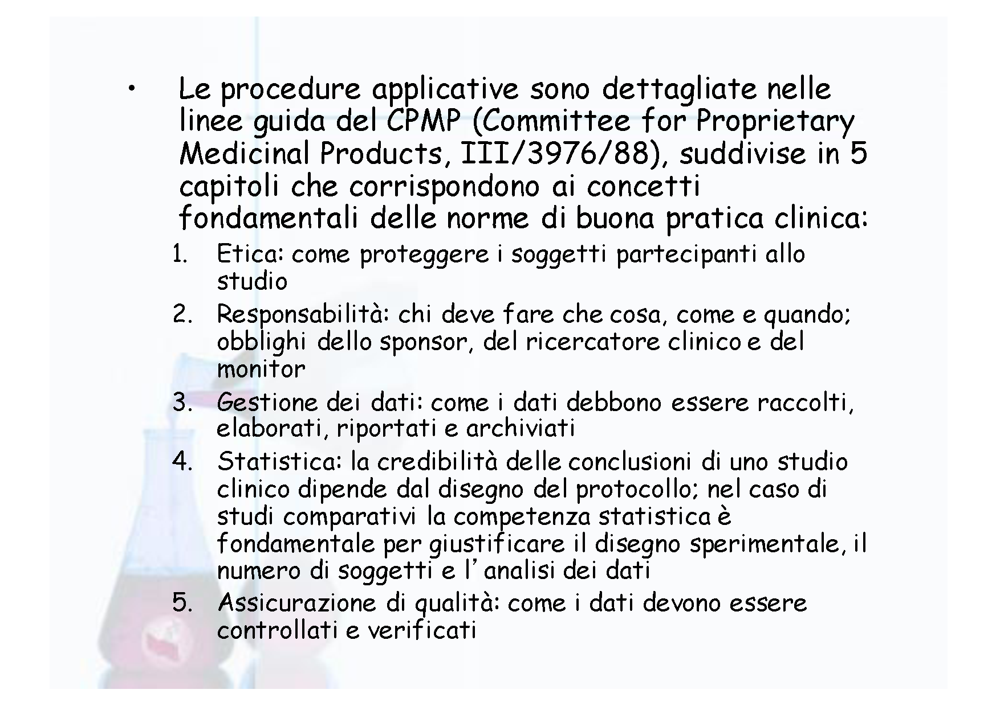 • Le procedure applicative sono dettagliate nelle
linee guida del CPMP (Committee for Proprietary
Medicinal Products, III/3976/88), suddivise in 5
capitoli che corrispondono ai concetti
fondamentali delle norme di buona pratica clinica:
1. Etica: come proteggere i soggetti partecipanti allo
studio
2. Responsabilità: chi deve fare che cosa, come e quando;
obblighi dello sponsor, del ricercatore clinico e del
monitor
3. Gestione dei dati: come i dati debbono essere raccolti,
elaborati, riportati e archiviati
4. Statistica: la credibilità delle conclusioni di uno studio
clinico dipende dal disegno del protocollo; nel caso di
studi comparativi la competenza statistica è
fondamentale per giustificare il disegno sperimentale, il
numero di soggetti e l’analisi dei dati
5. Assicurazione di qualità: come i dati devono essere
controllati e verificati